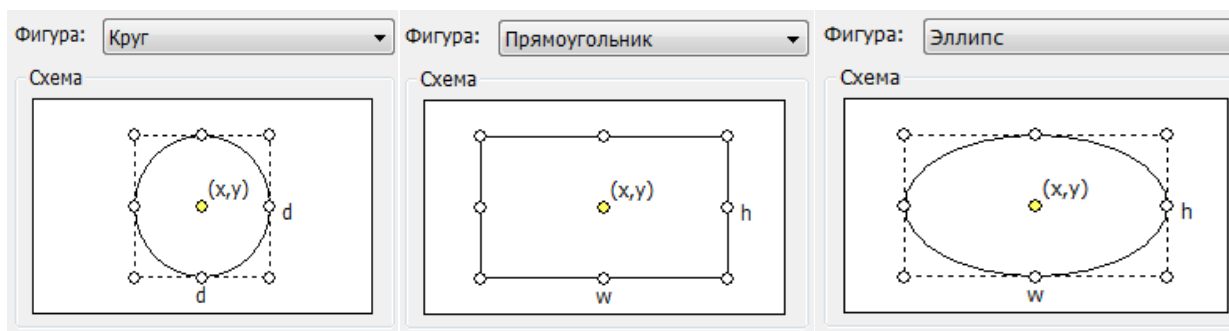 Фигура: Круг
Схема
(x,y)
d
d
Фигура: Прямоугольник
Схема
(x,y)
h
w
Фигура: Эллипс
Схема
(x,y)
h
w